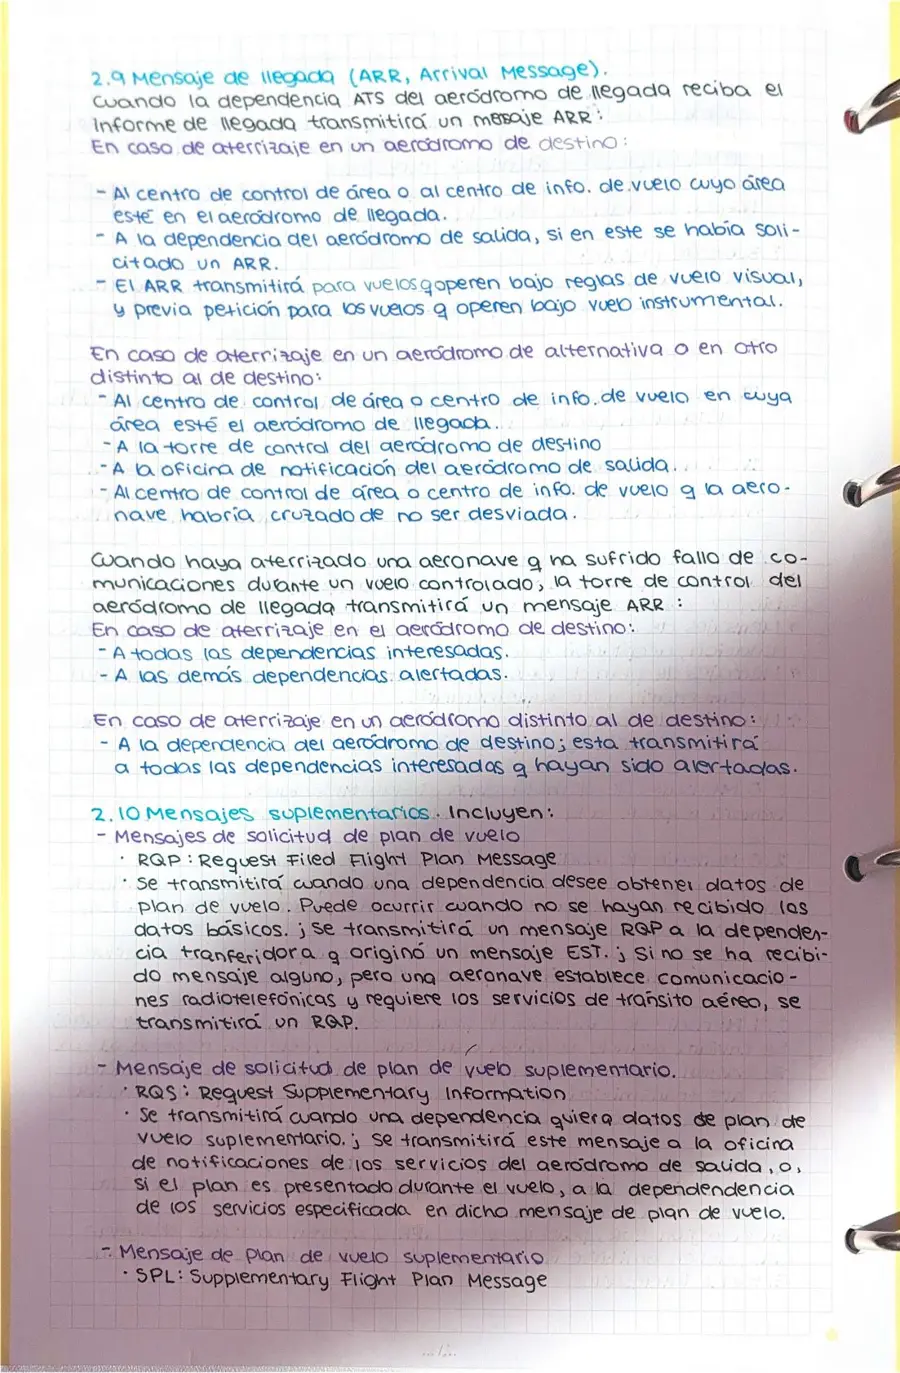 2.9 Mensaje de llegada (ARR, Arrival Message).
Cuando la dependencia ATS del aeródromo de llegada reciba el
Informe de llegada transmitirá un mensaje ARR:
En caso de aterrizaje en un aeródromo de destino:
- Al centro de control de área o al centro de info. de vuelo cuyo área
esté en el aeródromo de llegada.
- A la dependencia del aeródromo de salida, si en este se había soli-
citado un ARR.
- El ARR transmitirá para vuelos q operen bajo reglas de vuelo visual,
y previa petición para los vuelos q operen bajo vuelo instrumental.
En caso de aterrizaje en un aeródromo de alternativa o en otro
distinto al de destino:
- Al centro de control de área o centro de info. de vuelo en cuya
área esté el aeródromo de llegada.
- A la torre de control del aeródromo de destino
- A la oficina de notificación del aeródromo de salida.
- Al centro de control de área o centro de info. de vuelo q la aero-
nave habría cruzado de no ser desviada.
Cuando haya aterrizado una aeronave q ha sufrido fallo de co-
municaciones durante un vuelo controlado, la torre de control del
aeródromo de llegada transmitirá un mensaje ARR:
En caso de aterrizaje en el aeródromo de destino:
- A todas las dependencias interesadas.
- A las demás dependencias alertadas.
En caso de aterrizaje en un aeródromo distinto al de destino:
- A la dependencia del aeródromo de destino; esta transmitirá
a todas las dependencias interesadas q hayan sido alertadas.
2.10 Mensajes suplementarios. Incluyen:
- Mensajes de solicitud de plan de vuelo
· RQP: Request Filed Flight Plan Message
· Se transmitirá cuando una dependencia desee obtener datos de
plan de vuelo. Puede ocurrir cuando no se hayan recibido los
datos básicos. ; Se transmitirá un mensaje RQP a la dependen-
cia tranferidora q originó un mensaje EST. ; Si no se ha recibi-
do mensaje alguno, pero una aeronave establece comunicacio-
nes radiotelefónicas y requiere los servicios de tránsito aéreo, se
transmitirá un RQP.
- Mensaje de solicitud de plan de vuelo suplementario.
· RQS: Request Supplementary Information
· Se transmitirá cuando una dependencia quiera datos de plan de
vuelo suplementario. ; Se transmitirá este mensaje a la oficina
de notificaciones de los servicios del aeródromo de salida, o,
si el plan es presentado durante el vuelo, a la dependendencia
de los servicios especificada en dicho mensaje de plan de vuelo.
- Mensaje de plan de vuelo suplementario
· SPL: Supplementary Flight Plan Message